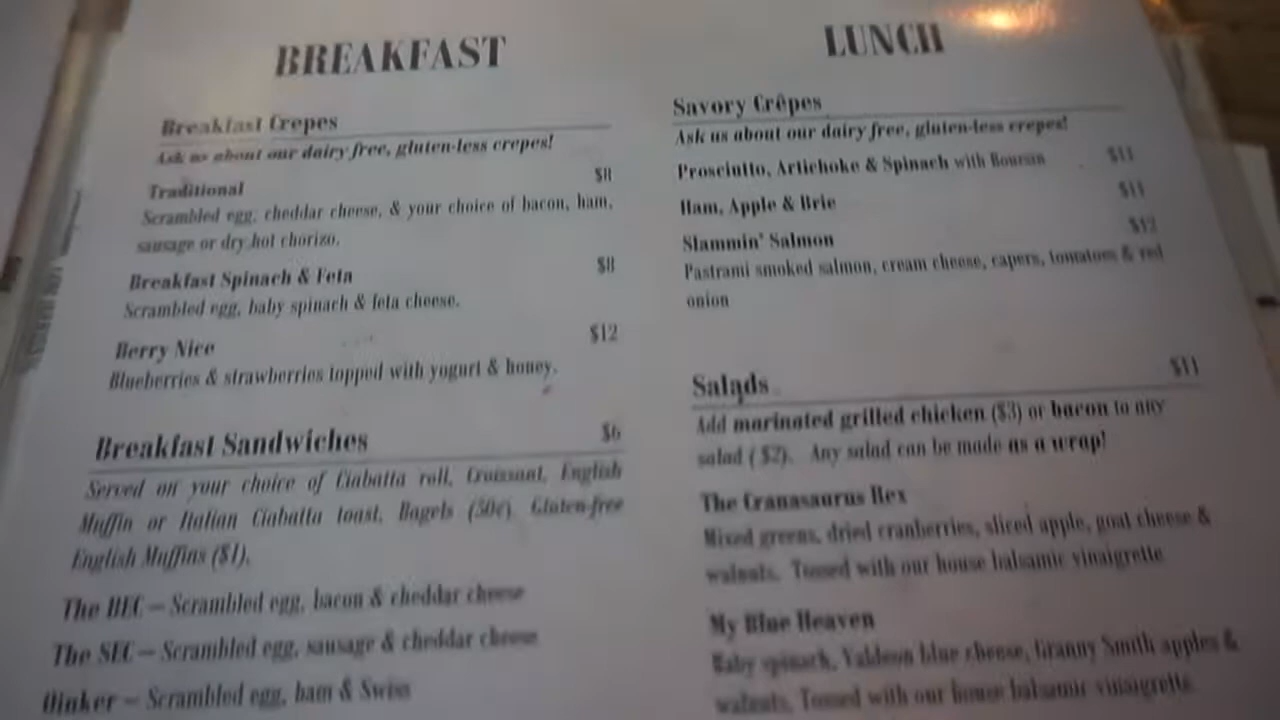 BREAKFAST
Breakfast Crepes
Ask us about our dairy free, gluten-less crepes!
Traditional $8
Scrambled egg, cheddar cheese, & your choice of bacon, ham,
sausage or dry hot chorizo.
Breakfast Spinach & Feta $8
Scrambled egg, baby spinach & feta cheese.
Berry Nice $12
Blueberries & strawberries topped with yogurt & honey.
Breakfast Sandwiches $6
Served on your choice of Ciabatta roll, Croissant, English
Muffin or Italian Ciabatta toast, Bagels (50¢), Gluten-free
English Muffins ($1).
The BEC – Scrambled egg, bacon & cheddar cheese
The SEC – Scrambled egg, sausage & cheddar cheese
Oinker – Scrambled egg, ham & Swiss
LUNCH
Savory Crêpes
Ask us about our dairy free, gluten-less crepes!
Prosciutto, Artichoke & Spinach with Boursin $11
Ham, Apple & Brie $11
Slammin' Salmon $12
Pastrami smoked salmon, cream cheese, capers, tomatoes & red
onion
Salads $11
Add marinated grilled chicken ($3) or bacon to any
salad ( $2). Any salad can be made as a wrap!
The Cranasaurus Rex
Mixed greens, dried cranberries, sliced apple, goat cheese &
walnuts. Tossed with our house balsamic vinaigrette
My Blue Heaven
Baby spinach, Valdeon blue cheese, Granny Smith apples &
walnuts. Tossed with our house balsamic vinaigrette